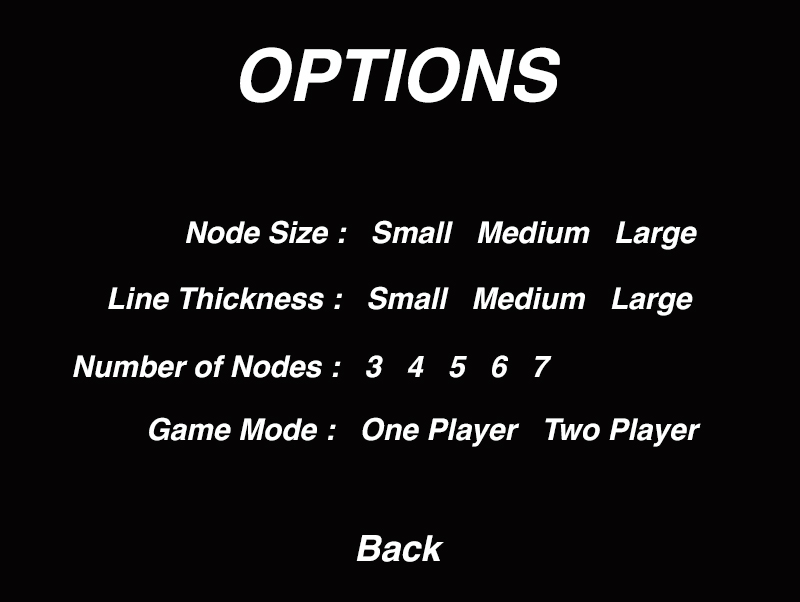 OPTIONS
Node Size : Small Medium Large
Line Thickness : Small Medium Large
Number of Nodes : 3 4 5 6 7
Game Mode : One Player Two Player
Back